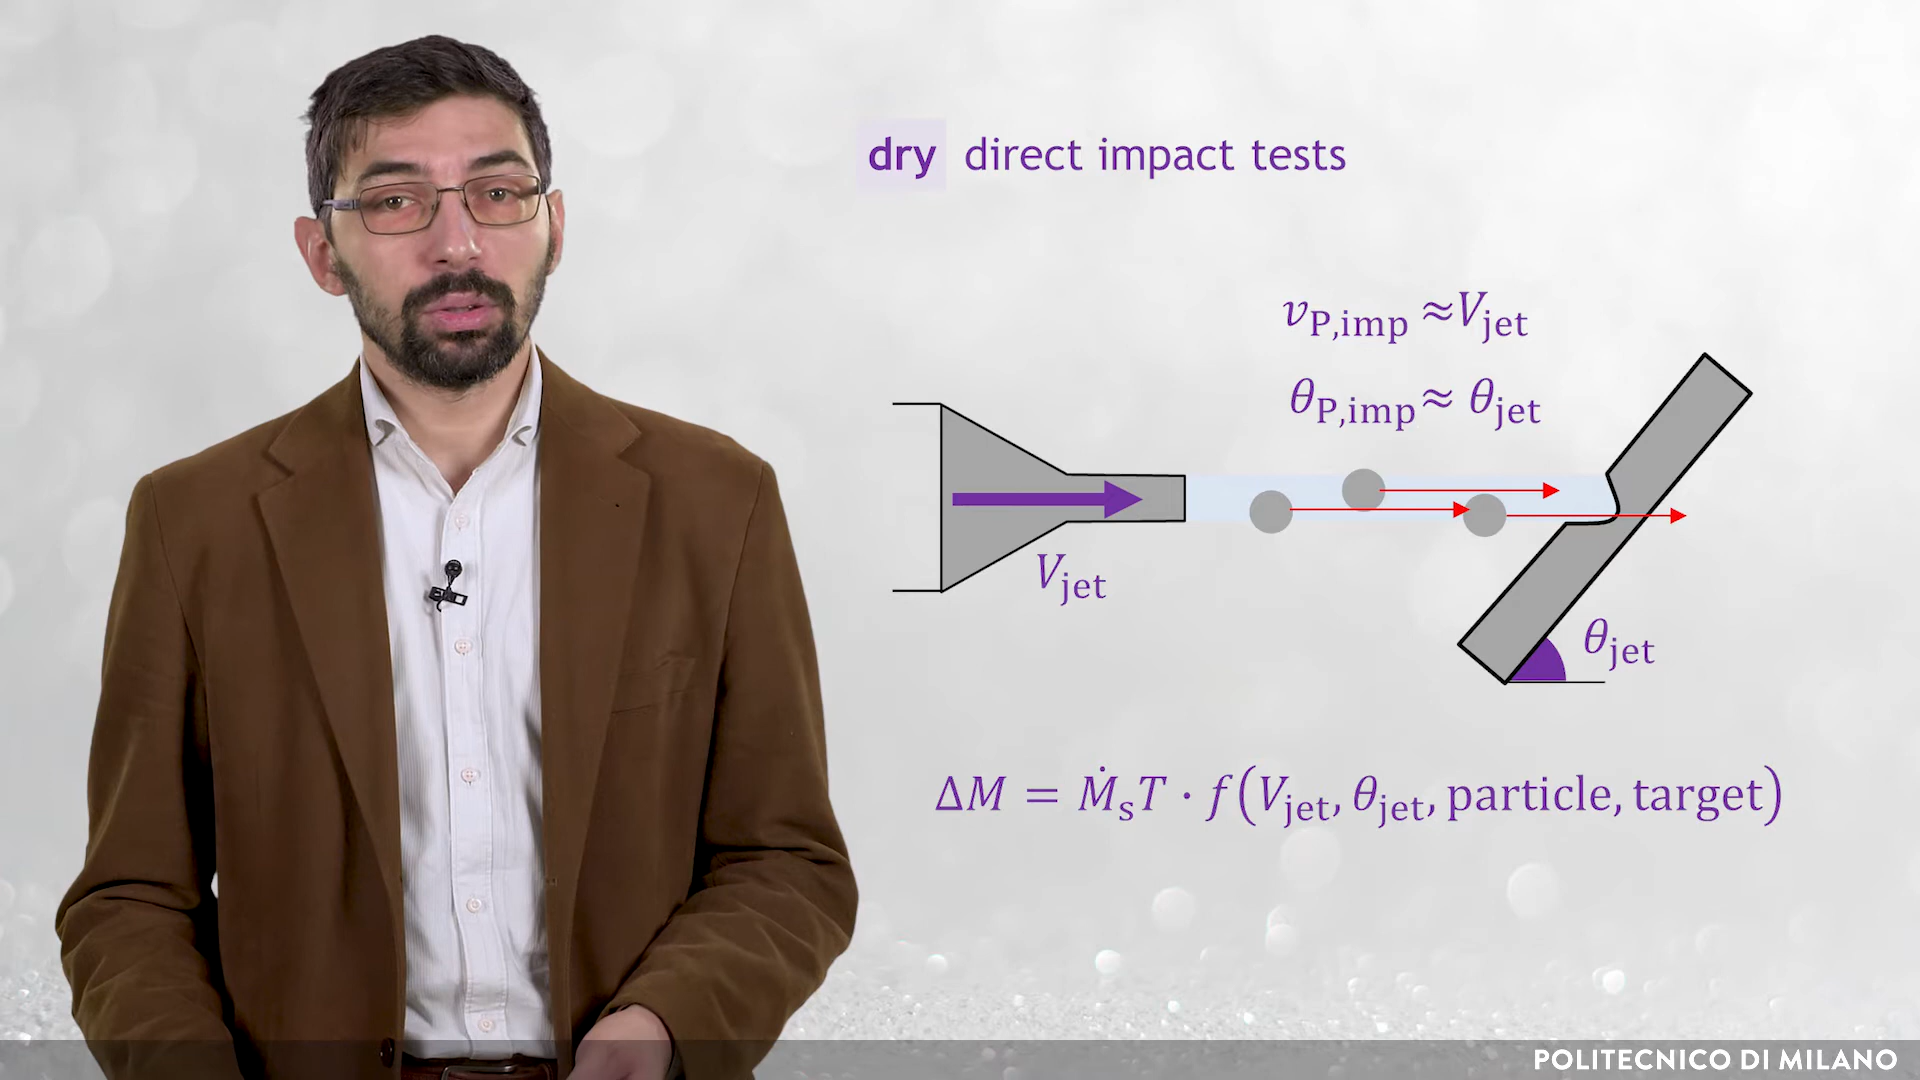 dry direct impact tests
v_P,imp ≈ V_jet
θ_P,imp ≈ θ_jet
V_jet
θ_jet
ΔM = Ṁ_s T · f(V_jet, θ_jet, particle, target)
POLITECNICO DI MILANO